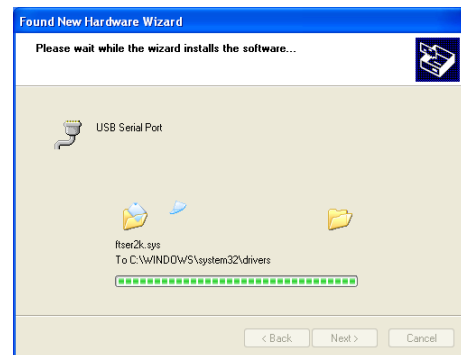 Found New Hardware Wizard
Please wait while the wizard installs the software...
USB Serial Port
ftser2k.sys
To C:\WINDOWS\system32\drivers
< Back Next > Cancel